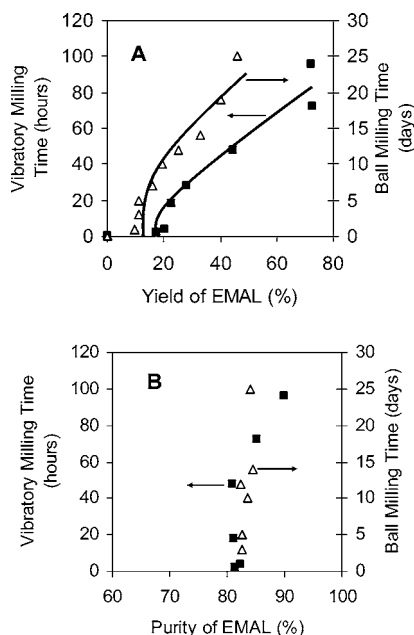 A
120
100
80
60
40
20
0
Vibratory Milling
Time (hours)
30
25
20
15
10
5
0
Ball Milling Time
(days)
0 20 40 60 80
Yield of EMAL (%)
B
120
100
80
60
40
20
0
Vibratory Milling Time
(hours)
30
25
20
15
10
5
0
Ball Milling Time (days)
60 70 80 90 100
Purity of EMAL (%)